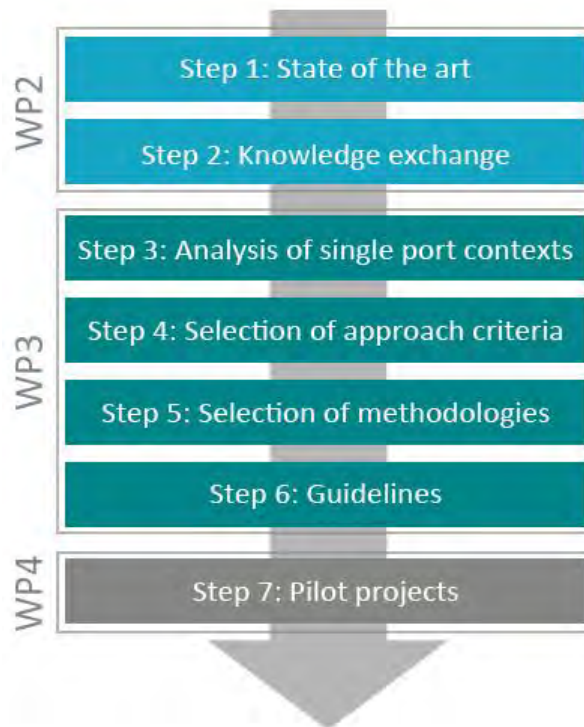 WP2
Step 1: State of the art
Step 2: Knowledge exchange
WP3
Step 3: Analysis of single port contexts
Step 4: Selection of approach criteria
Step 5: Selection of methodologies
Step 6: Guidelines
WP4
Step 7: Pilot projects